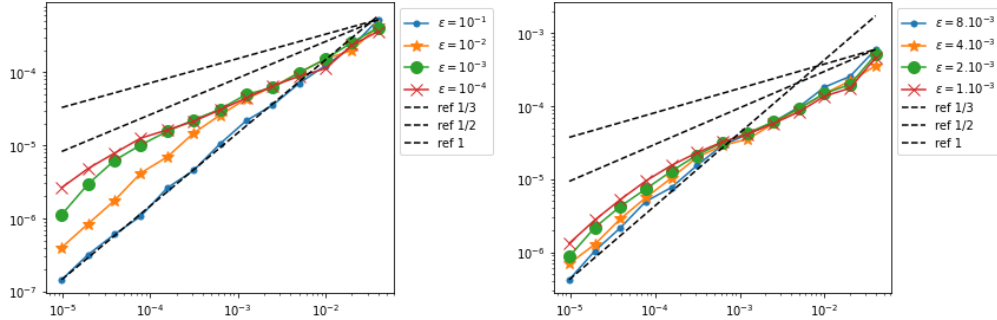 10⁻⁴
10⁻⁵
10⁻⁶
10⁻⁷
10⁻⁵
10⁻⁴
10⁻³
10⁻²
ε = 10⁻¹
ε = 10⁻²
ε = 10⁻³
ε = 10⁻⁴
ref 1/3
ref 1/2
ref 1
10⁻³
10⁻⁴
10⁻⁵
10⁻⁶
10⁻⁵
10⁻⁴
10⁻³
10⁻²
ε = 8.10⁻³
ε = 4.10⁻³
ε = 2.10⁻³
ε = 1.10⁻³
ref 1/3
ref 1/2
ref 1